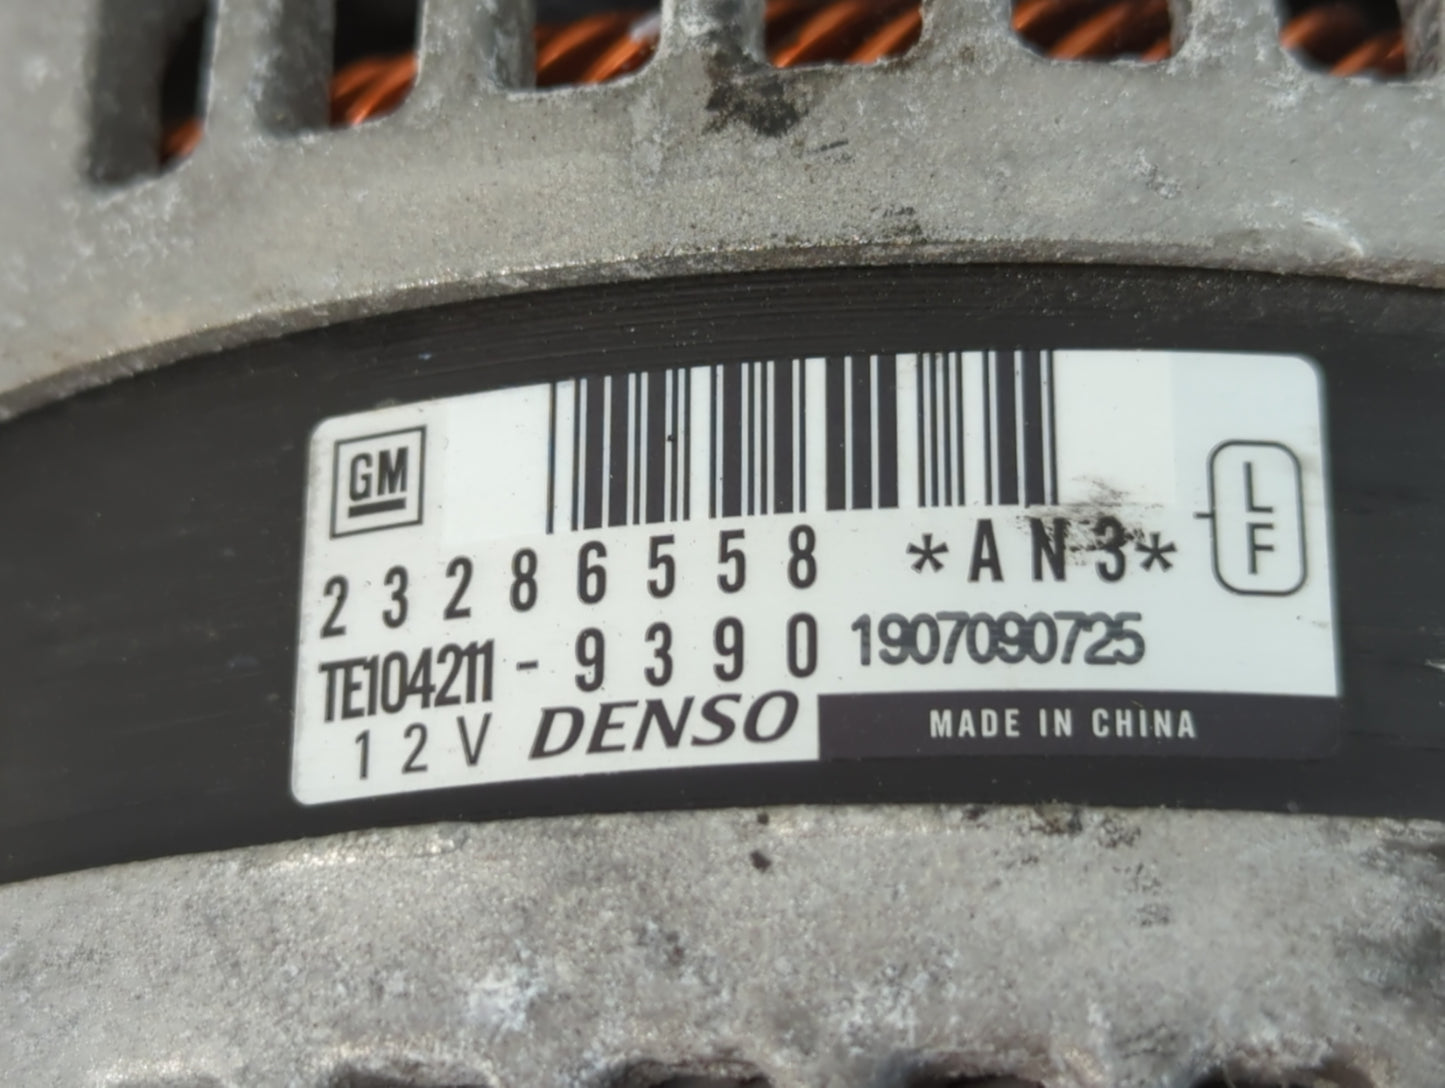 GM
23286558 *AN3*
L
F
TE104211-9390 1907090725
12V DENSO MADE IN CHINA